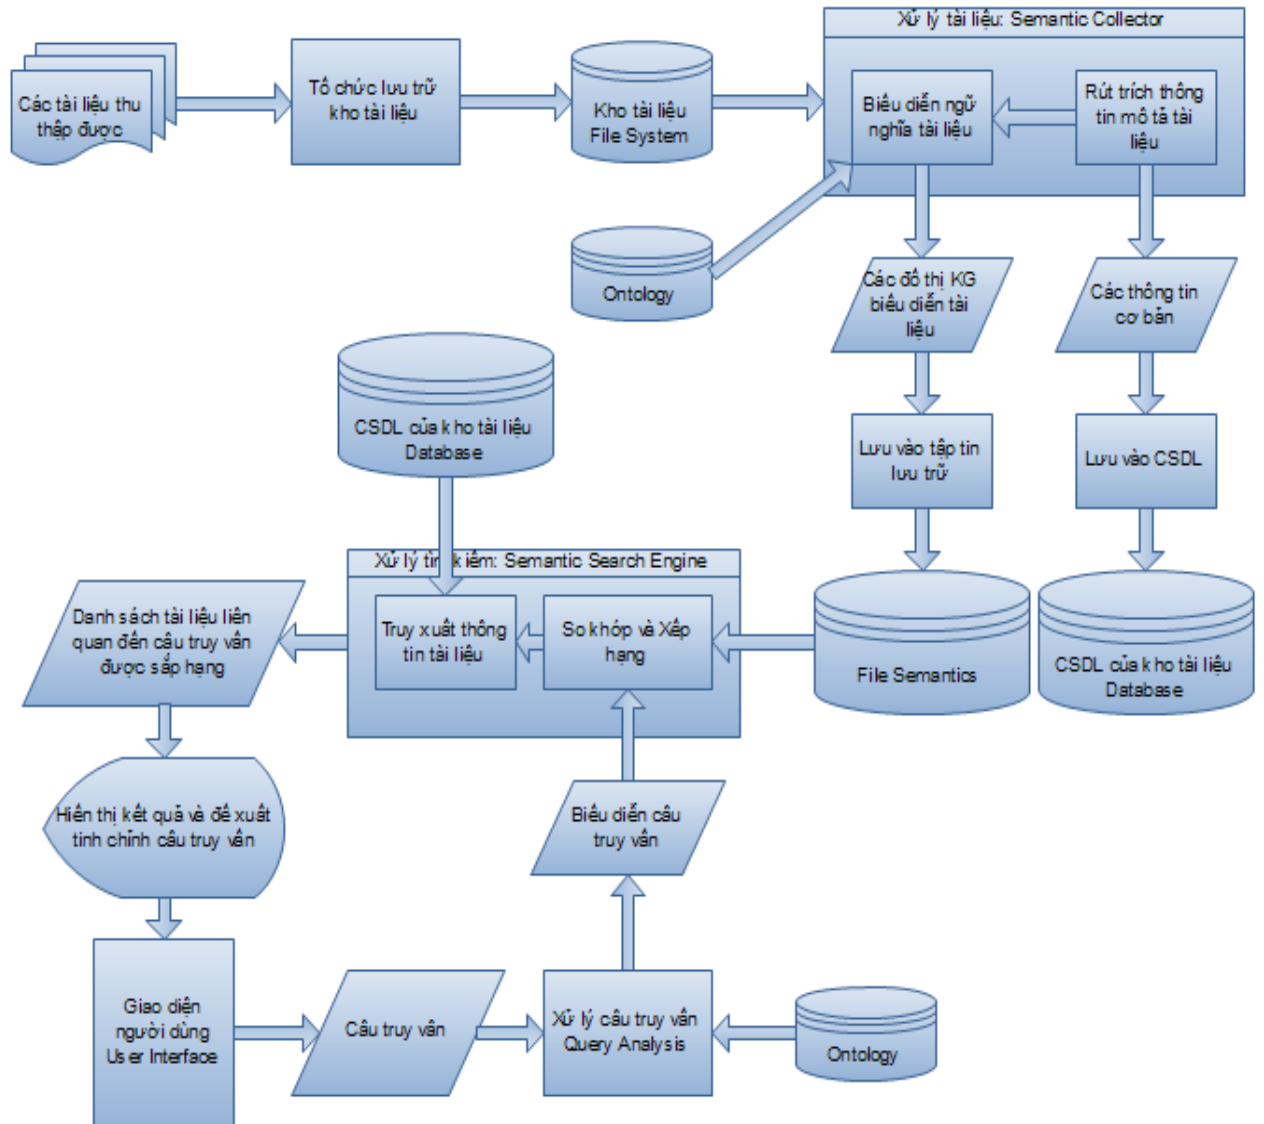 Xử lý tài liệu: Semantic Collector
Các tài liệu thu
thập được
Tổ chức lưu trữ
kho tài liệu
Kho tài liệu
File System
Biểu diễn ngữ
nghĩa tài liệu
Rút trích thông
tin mô tả tài
liệu
Ontology
Các đồ thị KG
biểu diễn tài
liệu
Các thông tin
cơ bản
CSDL của kho tài liệu
Database
Lưu vào tập tin
lưu trữ
Lưu vào CSDL
Xử lý tìm kiếm: Semantic Search Engine
Danh sách tài liệu liên
quan đến câu truy vấn
được sắp hạng
Truy xuất thông
tin tài liệu
So khớp và Xếp
hạng
File Semantics
CSDL của kho tài liệu
Database
Hiển thị kết quả và đề xuất
tinh chỉnh câu truy vấn
Biểu diễn câu
truy vấn
Giao diện
người dùng
User Interface
Câu truy vấn
Xử lý câu truy vấn
Query Analysis
Ontology